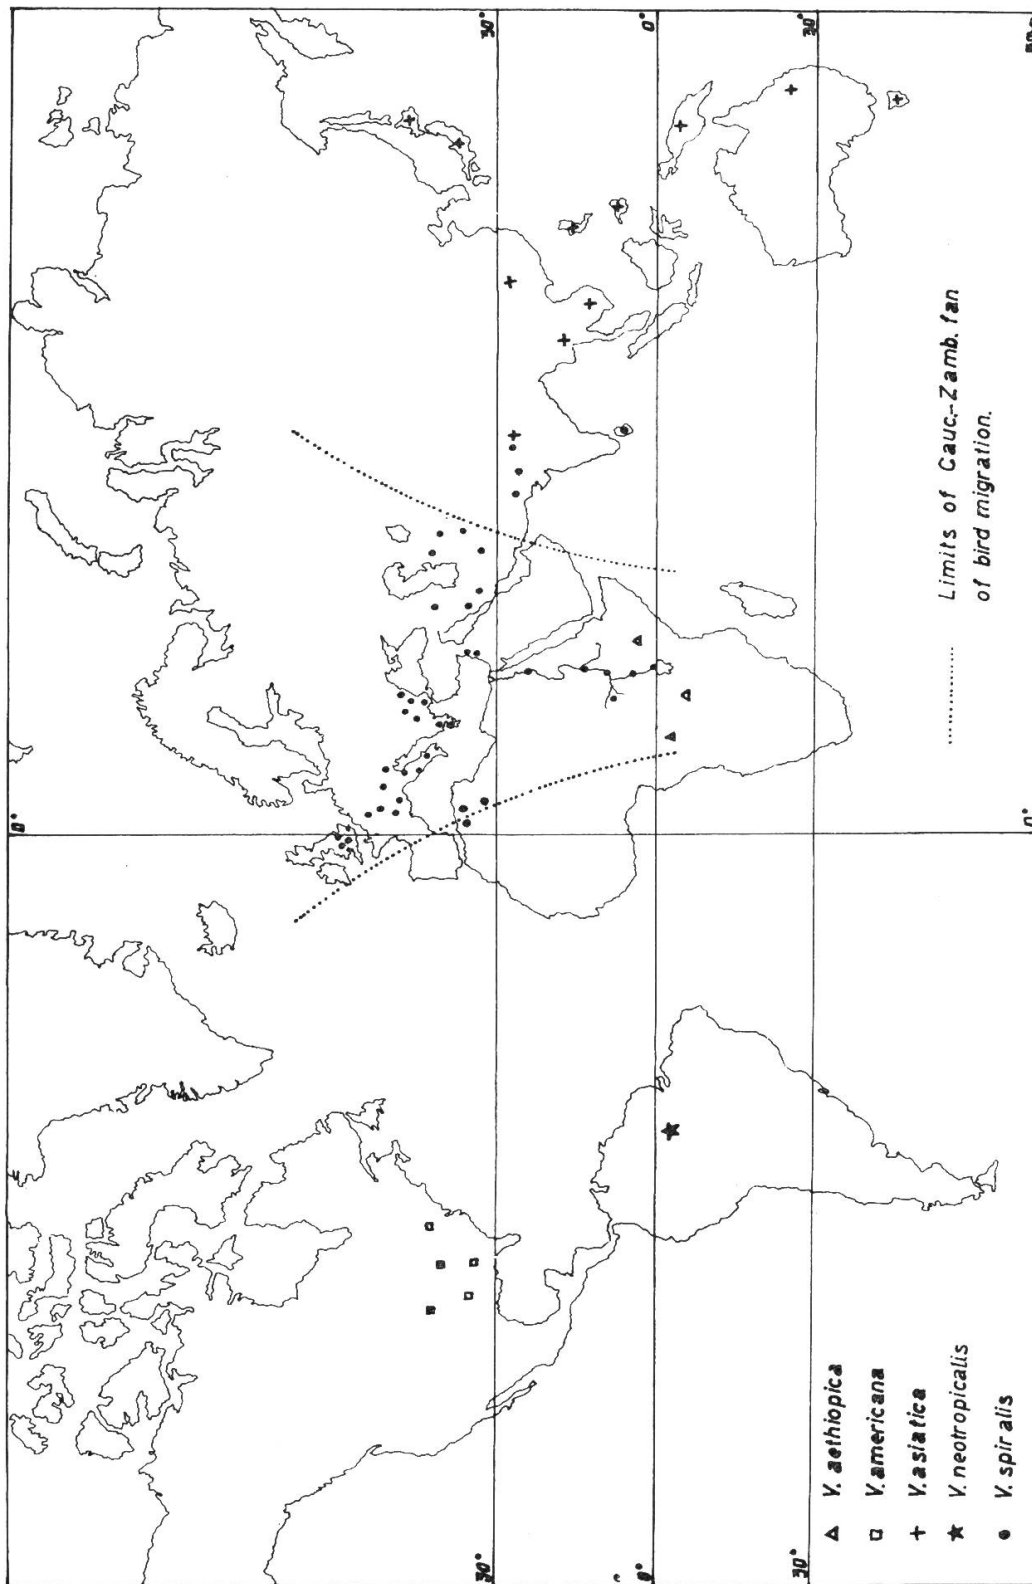 0°
30°
0°
30°
30°
0°
30°
0°
V. aethiopica
V. americana
V. asiatica
V. neotropicalis
V. spiralis
Limits of Cauc.-Zamb. fan
of bird migration.